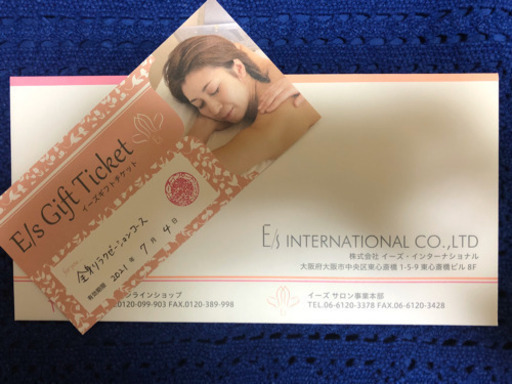 E/s Gift Ticket
イーズギフトチケット
全身リラクゼーションコース
有効期限 2021年 7月 4日
E/s INTERNATIONAL CO.,LTD
株式会社 イーズ・インターナショナル
大阪府大阪市中央区東心斎橋 1-5-9 東心斎橋ビル 8F
ンラインショップ
0120-099-903 FAX.0120-389-998
イーズ サロン事業本部
TEL.06-6120-3378 FAX.06-6120-3428